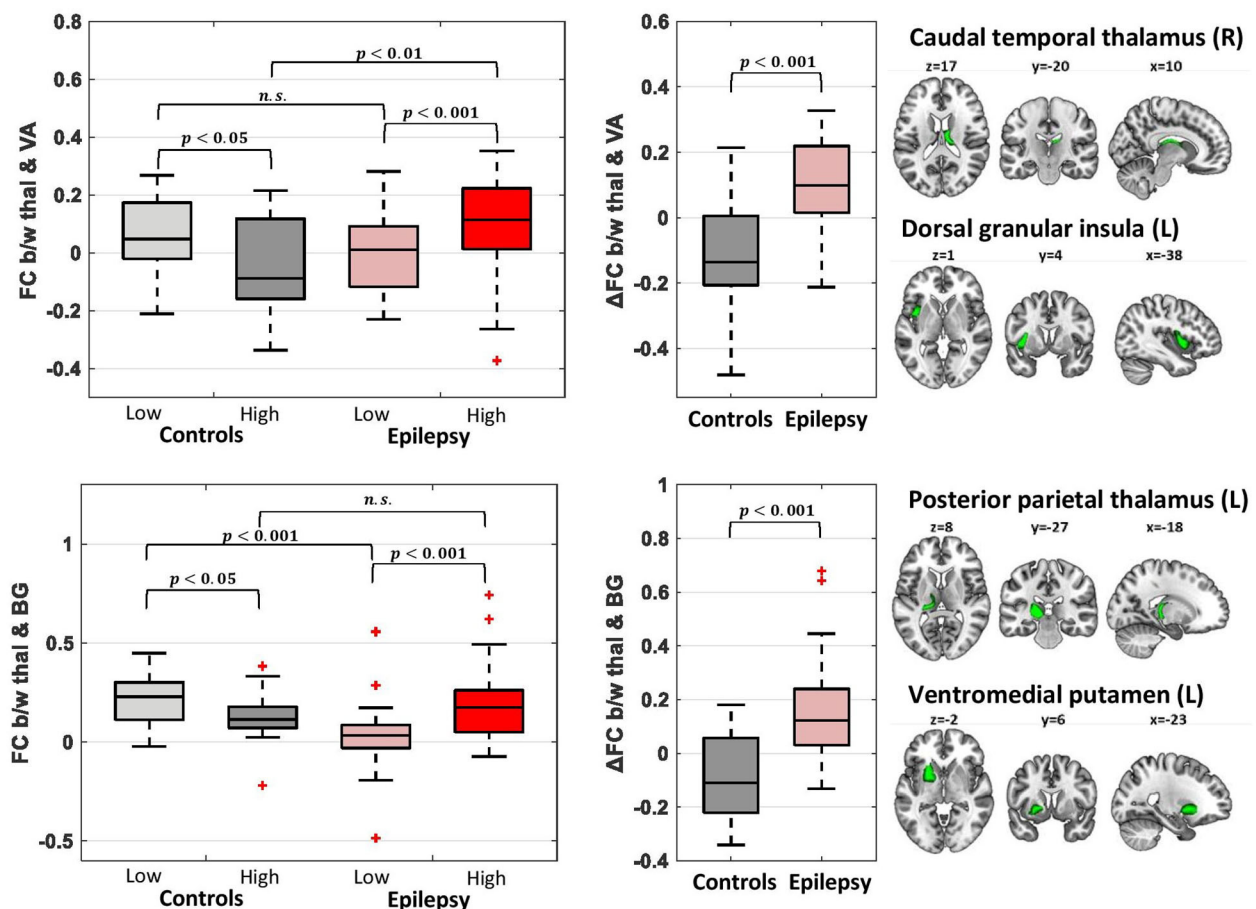 0.8
0.6
0.4
0.2
0
-0.2
-0.4
FC b/w thal & VA
p < 0.01
n.s.
p < 0.001
p < 0.05
Low High Low High
Controls Epilepsy
0.6
0.4
0.2
0
-0.2
-0.4
ΔFC b/w thal & VA
p < 0.001
Controls Epilepsy
Caudal temporal thalamus (R)
z=17 y=-20 x=10
Dorsal granular insula (L)
z=1 y=4 x=-38
1
0.5
0
-0.5
FC b/w thal & BG
n.s.
p < 0.001
p < 0.001
p < 0.05
Low High Low High
Controls Epilepsy
1
0.8
0.6
0.4
0.2
0
-0.2
-0.4
ΔFC b/w thal & BG
p < 0.001
Controls Epilepsy
Posterior parietal thalamus (L)
z=8 y=-27 x=-18
Ventromedial putamen (L)
z=-2 y=6 x=-23